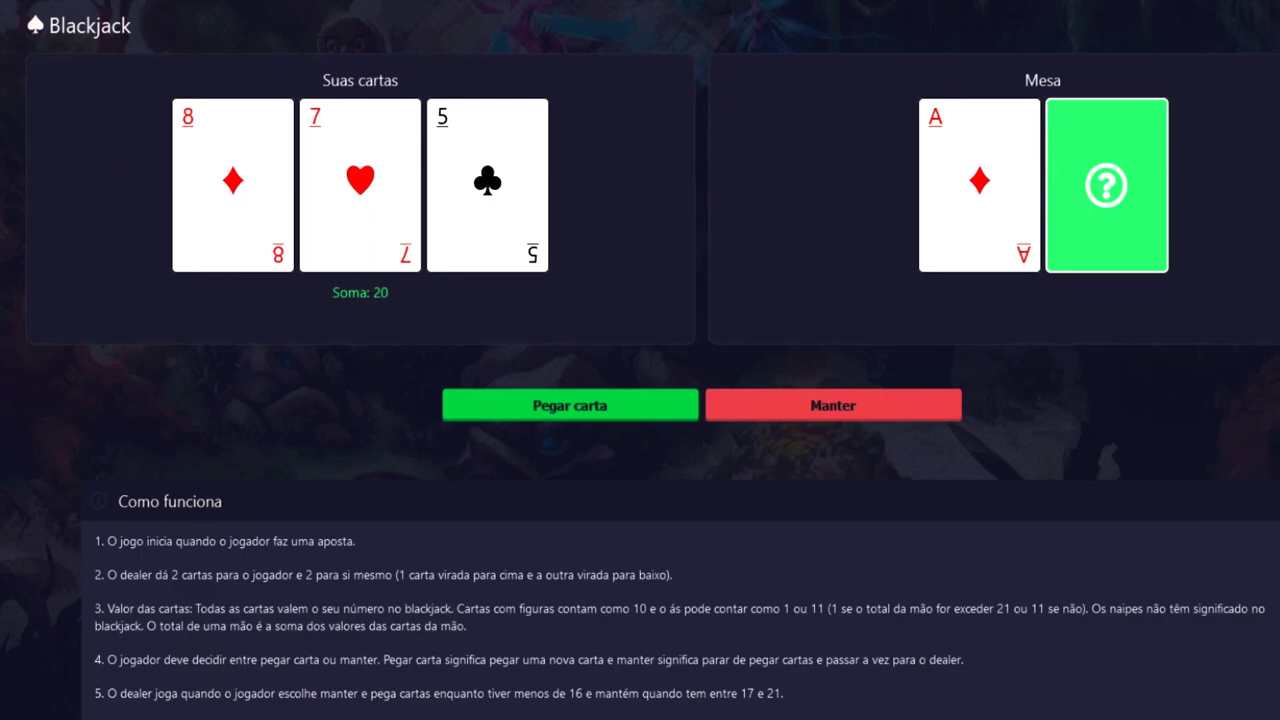 Blackjack
Suas cartas
Mesa
8
7
5
A
8
7
5
A
Soma: 20
Pegar carta
Manter
Como funciona
1. O jogo inicia quando o jogador faz uma aposta.
2. O dealer dá 2 cartas para o jogador e 2 para si mesmo (1 carta virada para cima e a outra virada para baixo).
3. Valor das cartas: Todas as cartas valem o seu número no blackjack. Cartas com figuras contam como 10 e o ás pode contar como 1 ou 11 (1 se o total da mão for exceder 21 ou 11 se não). Os naipes não têm significado no
blackjack. O total de uma mão é a soma dos valores das cartas da mão.
4. O jogador deve decidir entre pegar carta ou manter. Pegar carta significa pegar uma nova carta e manter significa parar de pegar cartas e passar a vez para o dealer.
5. O dealer joga quando o jogador escolhe manter e pega cartas enquanto tiver menos de 16 e mantém quando tem entre 17 e 21.